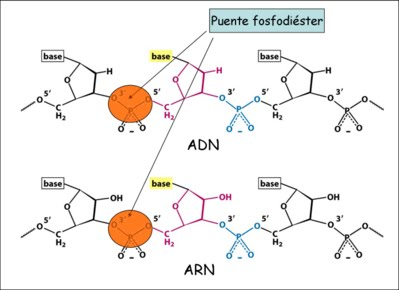 Puente fosfodiéster
base
base
base
H
H
H
O
O
O
5'
3'
5'
3'
5'
3'
O
O
O
O
O
O
O
C
H₂
P
C
H₂
P
C
H₂
P
O
O
O
O
O
O
–
–
–
ADN
base
base
base
OH
OH
OH
O
O
O
5'
3'
5'
3'
5'
3'
O
O
O
O
O
O
O
C
H₂
P
C
H₂
P
C
H₂
P
O
O
O
O
O
O
–
–
–
ARN